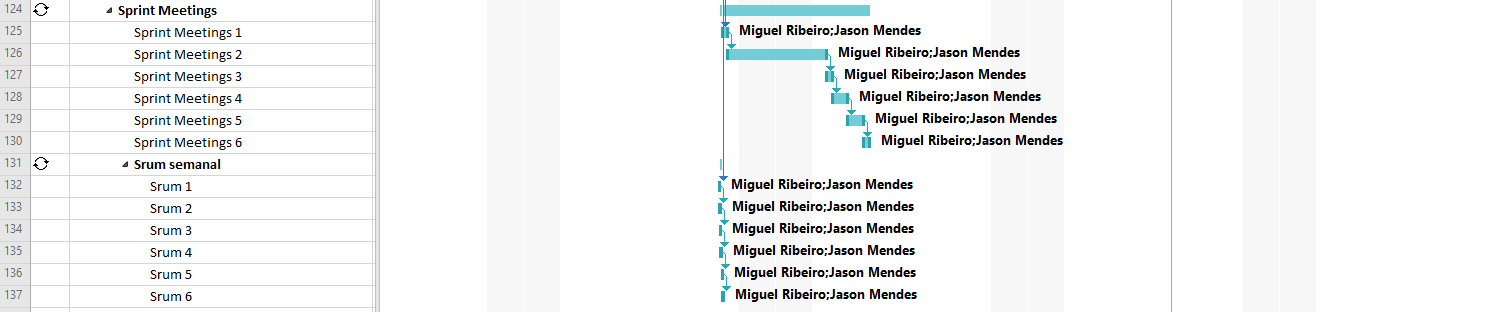 124 Sprint Meetings
125 Sprint Meetings 1 Miguel Ribeiro;Jason Mendes
126 Sprint Meetings 2 Miguel Ribeiro;Jason Mendes
127 Sprint Meetings 3 Miguel Ribeiro;Jason Mendes
128 Sprint Meetings 4 Miguel Ribeiro;Jason Mendes
129 Sprint Meetings 5 Miguel Ribeiro;Jason Mendes
130 Sprint Meetings 6 Miguel Ribeiro;Jason Mendes
131 Srum semanal
132 Srum 1 Miguel Ribeiro;Jason Mendes
133 Srum 2 Miguel Ribeiro;Jason Mendes
134 Srum 3 Miguel Ribeiro;Jason Mendes
135 Srum 4 Miguel Ribeiro;Jason Mendes
136 Srum 5 Miguel Ribeiro;Jason Mendes
137 Srum 6 Miguel Ribeiro;Jason Mendes